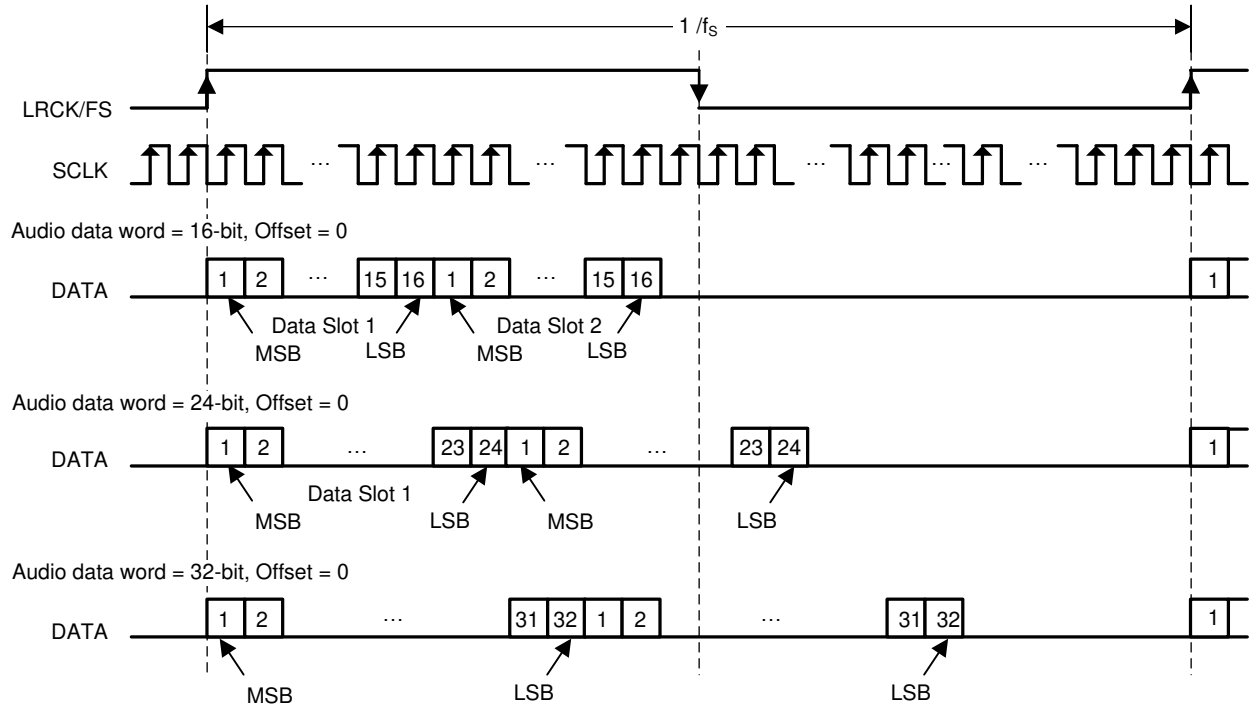 1 /fS
LRCK/FS
SCLK
... ... ... ... ...
Audio data word = 16-bit, Offset = 0
DATA 1 2 ... 15 16 1 2 ... 15 16 1
Data Slot 1 Data Slot 2
MSB LSB MSB LSB
Audio data word = 24-bit, Offset = 0
DATA 1 2 ... 23 24 1 2 ... 23 24 1
Data Slot 1
MSB LSB MSB LSB
Audio data word = 32-bit, Offset = 0
DATA 1 2 ... 31 32 1 2 ... 31 32 1
MSB LSB LSB